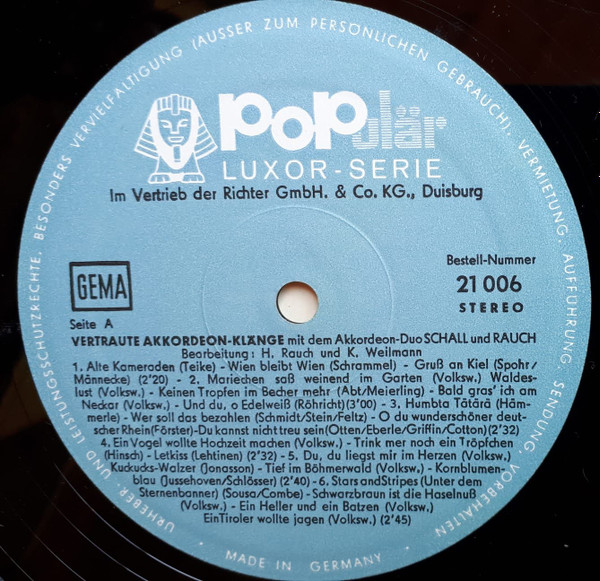 URHEBER- UND LEISTUNGSSCHUTZRECHTE, BESONDERS VERVIELFÄLTIGUNG (AUSSER ZUM PERSÖNLICHEN GEBRAUCH), VERMIETUNG, AUFFÜHRUNG, SENDUNG, VORBEHALTEN
POPulär
LUXOR-SERIE
Im Vertrieb der Richter GmbH. & Co. KG., Duisburg
GEMA
Seite A
Bestell-Nummer
21 006
STEREO
VERTRAUTE AKKORDEON-KLÄNGE mit dem Akkordeon-Duo SCHALL und RAUCH
Bearbeitung: H. Rauch und K. Weilmann
1. Alte Kameraden (Teike) - Wien bleibt Wien (Schrammel) - Gruß an Kiel (Spohr/
Männecke) (2'20) - 2. Mariechen saß weinend im Garten (Volksw.) Waldes-
lust (Volksw.) - Keinen Tropfen im Becher mehr (Abt/Meierling) - Bald gras' ich am
Neckar (Volksw.) - Und du, o Edelweiß (Röhricht) (3'00) - 3, Humbta Tätärä (Häm-
merle) - Wer soll das bezahlen (Schmidt/Stein/Feltz) - O du wunderschöner deut-
scher Rhein (Förster) - Du kannst nicht treu sein (Otten/Eberle/Griffin/Cotton) (2'32)
4. Ein Vogel wollte Hochzeit machen (Volksw.) - Trink mer noch ein Tröpfchen
(Hinsch) - Letkiss (Lehtinen) (2'32) - 5. Du, du liegst mir im Herzen (Volksw.)
Kuckucks-Walzer (Jonasson) - Tief im Böhmerwald (Volksw.) - Kornblumen-
blau (Jussehoven/Schlösser) (2'40) - 6. Stars and Stripes (Unter dem
Sternenbanner) (Sousa/Combe) - Schwarzbraun ist die Haselnuß
(Volksw.) - Ein Heller und ein Batzen (Volksw.)
Ein Tiroler wollte jagen (Volksw.) (2'45)
· MADE IN GERMANY ·